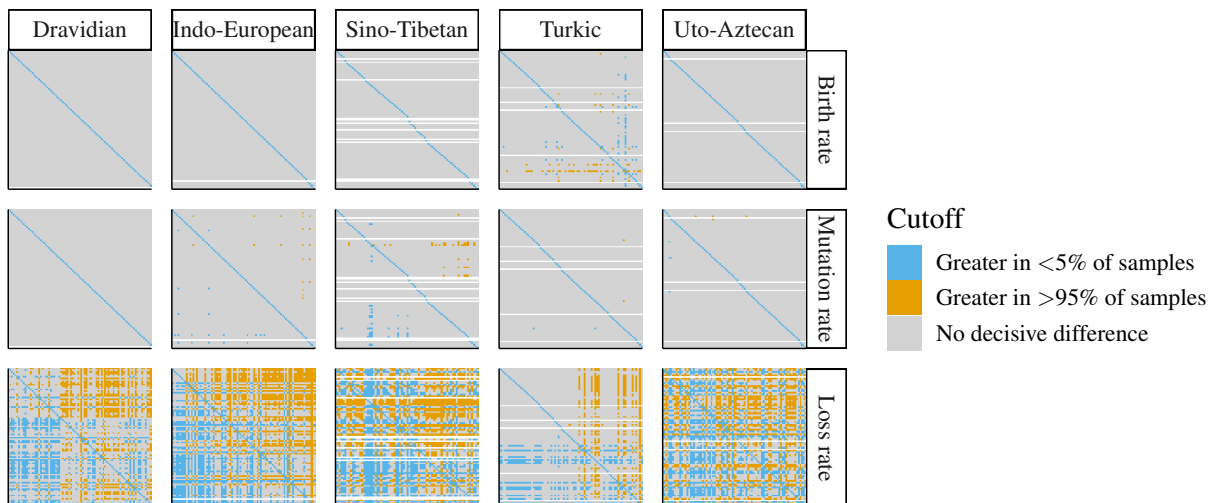 Dravidian
Indo-European
Sino-Tibetan
Turkic
Uto-Aztecan
Birth rate
Mutation rate
Loss rate
Cutoff
Greater in <5% of samples
Greater in >95% of samples
No decisive difference